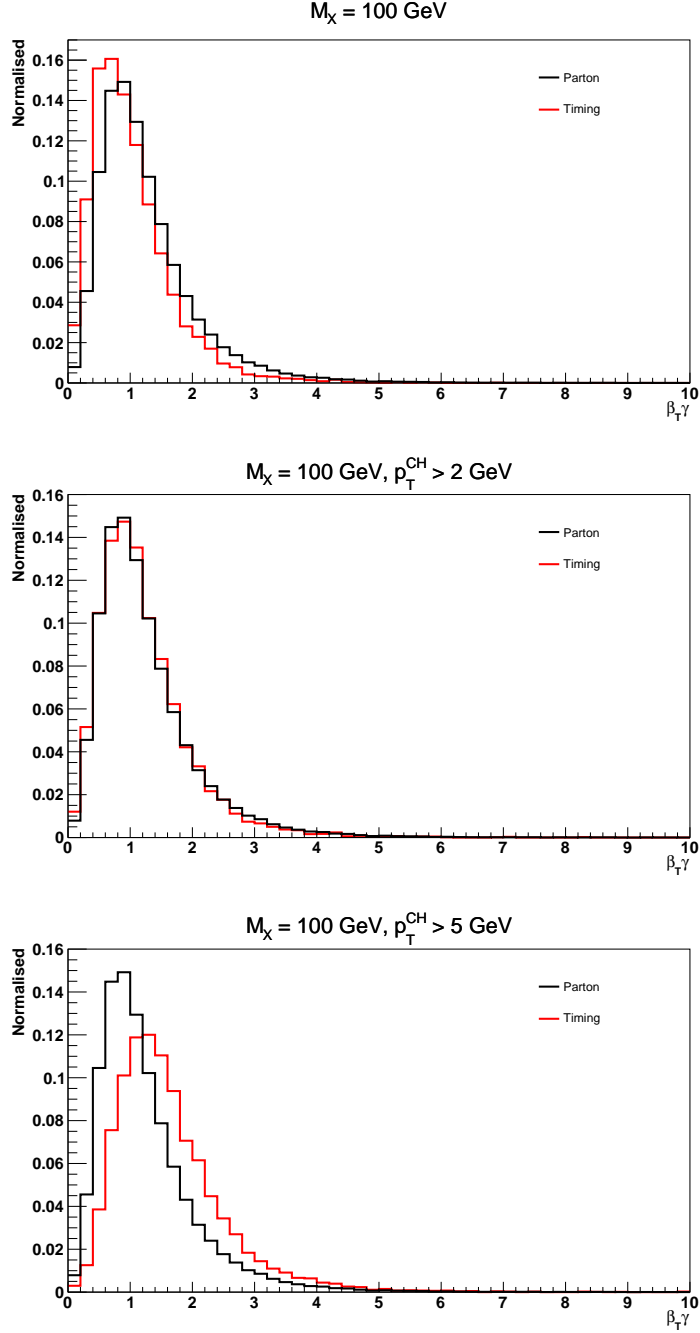 M_X = 100 GeV
Normalised
0.16
0.14
0.12
0.1
0.08
0.06
0.04
0.02
0
Parton
Timing
0 1 2 3 4 5 6 7 8 9 10
β_Tγ
M_X = 100 GeV, p_T^CH > 2 GeV
Normalised
0.16
0.14
0.12
0.1
0.08
0.06
0.04
0.02
0
Parton
Timing
0 1 2 3 4 5 6 7 8 9 10
β_Tγ
M_X = 100 GeV, p_T^CH > 5 GeV
Normalised
0.16
0.14
0.12
0.1
0.08
0.06
0.04
0.02
0
Parton
Timing
0 1 2 3 4 5 6 7 8 9 10
β_Tγ